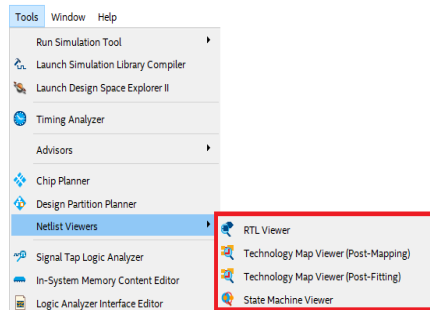 Tools Window Help
Run Simulation Tool
Launch Simulation Library Compiler
Launch Design Space Explorer II
Timing Analyzer
Advisors
Chip Planner
Design Partition Planner
Netlist Viewers
RTL Viewer
Technology Map Viewer (Post-Mapping)
Technology Map Viewer (Post-Fitting)
State Machine Viewer
Signal Tap Logic Analyzer
In-System Memory Content Editor
Logic Analyzer Interface Editor